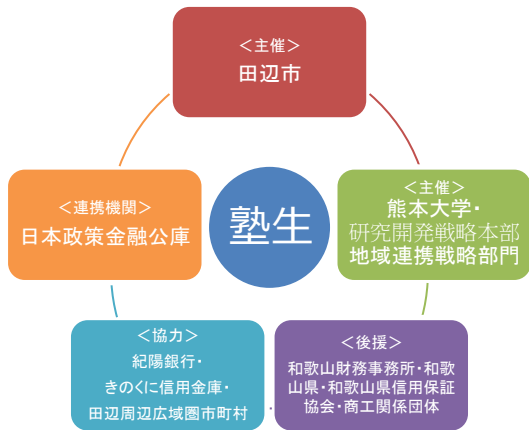 <主催>
田辺市
<連携機関>
日本政策金融公庫
塾生
<主催>
熊本大学・
研究開発戦略本部
地域連携戦略部門
<協力>
紀陽銀行・
きのくに信用金庫・
田辺周辺広域圏市町村
<後援>
和歌山財務事務所・和歌
山県・和歌山県信用保証
協会・商工関係団体